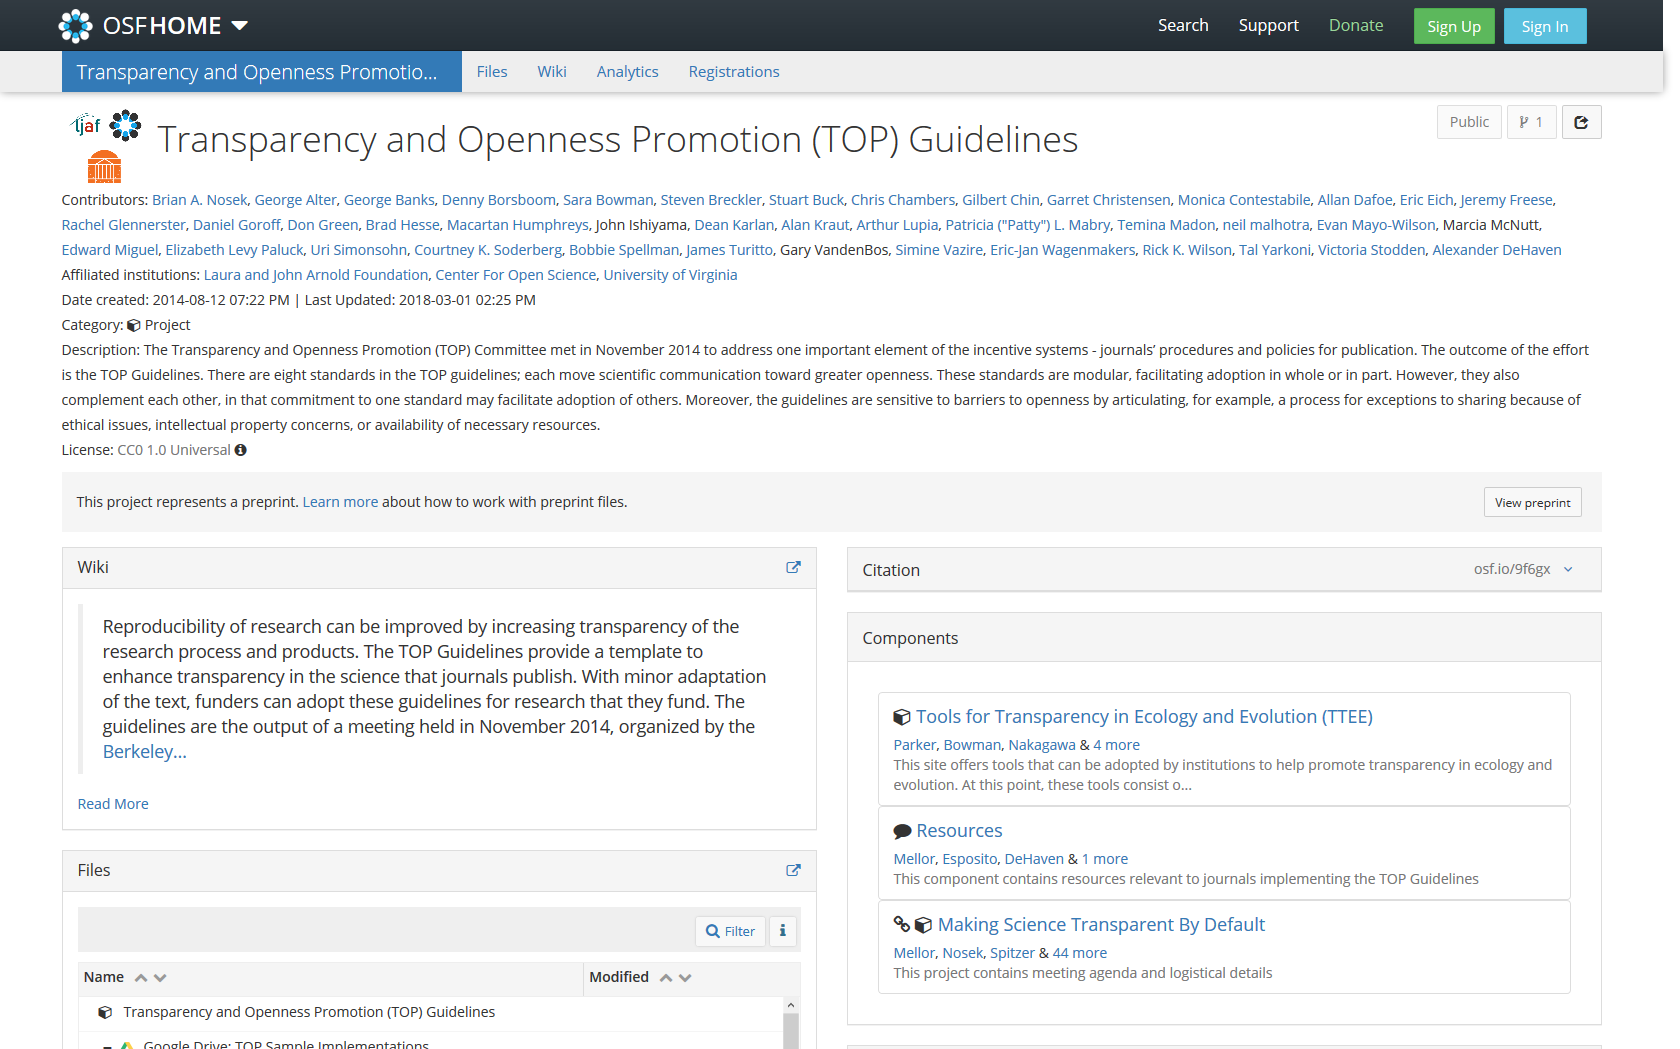 OSFHOME
Search Support Donate Sign Up Sign In
Transparency and Openness Promotio... Files Wiki Analytics Registrations
ljaf
Transparency and Openness Promotion (TOP) Guidelines
Public 1
Contributors: Brian A. Nosek, George Alter, George Banks, Denny Borsboom, Sara Bowman, Steven Breckler, Stuart Buck, Chris Chambers, Gilbert Chin, Garret Christensen, Monica Contestabile, Allan Dafoe, Eric Eich, Jeremy Freese,
Rachel Glennerster, Daniel Goroff, Don Green, Brad Hesse, Macartan Humphreys, John Ishiyama, Dean Karlan, Alan Kraut, Arthur Lupia, Patricia ("Patty") L. Mabry, Temina Madon, neil malhotra, Evan Mayo-Wilson, Marcia McNutt,
Edward Miguel, Elizabeth Levy Paluck, Uri Simonsohn, Courtney K. Soderberg, Bobbie Spellman, James Turitto, Gary VandenBos, Simine Vazire, Eric-Jan Wagenmakers, Rick K. Wilson, Tal Yarkoni, Victoria Stodden, Alexander DeHaven
Affiliated institutions: Laura and John Arnold Foundation, Center For Open Science, University of Virginia
Date created: 2014-08-12 07:22 PM | Last Updated: 2018-03-01 02:25 PM
Category: Project
Description: The Transparency and Openness Promotion (TOP) Committee met in November 2014 to address one important element of the incentive systems - journals’ procedures and policies for publication. The outcome of the effort
is the TOP Guidelines. There are eight standards in the TOP guidelines; each move scientific communication toward greater openness. These standards are modular, facilitating adoption in whole or in part. However, they also
complement each other, in that commitment to one standard may facilitate adoption of others. Moreover, the guidelines are sensitive to barriers to openness by articulating, for example, a process for exceptions to sharing because of
ethical issues, intellectual property concerns, or availability of necessary resources.
License: CC0 1.0 Universal
This project represents a preprint. Learn more about how to work with preprint files.
View preprint
Wiki
Reproducibility of research can be improved by increasing transparency of the
research process and products. The TOP Guidelines provide a template to
enhance transparency in the science that journals publish. With minor adaptation
of the text, funders can adopt these guidelines for research that they fund. The
guidelines are the output of a meeting held in November 2014, organized by the
Berkeley...
Read More
Files
Filter
Name Modified
Transparency and Openness Promotion (TOP) Guidelines
Google Drive: TOP Sample Implementations
Citation osf.io/9f6gx
Components
Tools for Transparency in Ecology and Evolution (TTEE)
Parker, Bowman, Nakagawa & 4 more
This site offers tools that can be adopted by institutions to help promote transparency in ecology and
evolution. At this point, these tools consist o...
Resources
Mellor, Esposito, DeHaven & 1 more
This component contains resources relevant to journals implementing the TOP Guidelines
Making Science Transparent By Default
Mellor, Nosek, Spitzer & 44 more
This project contains meeting agenda and logistical details